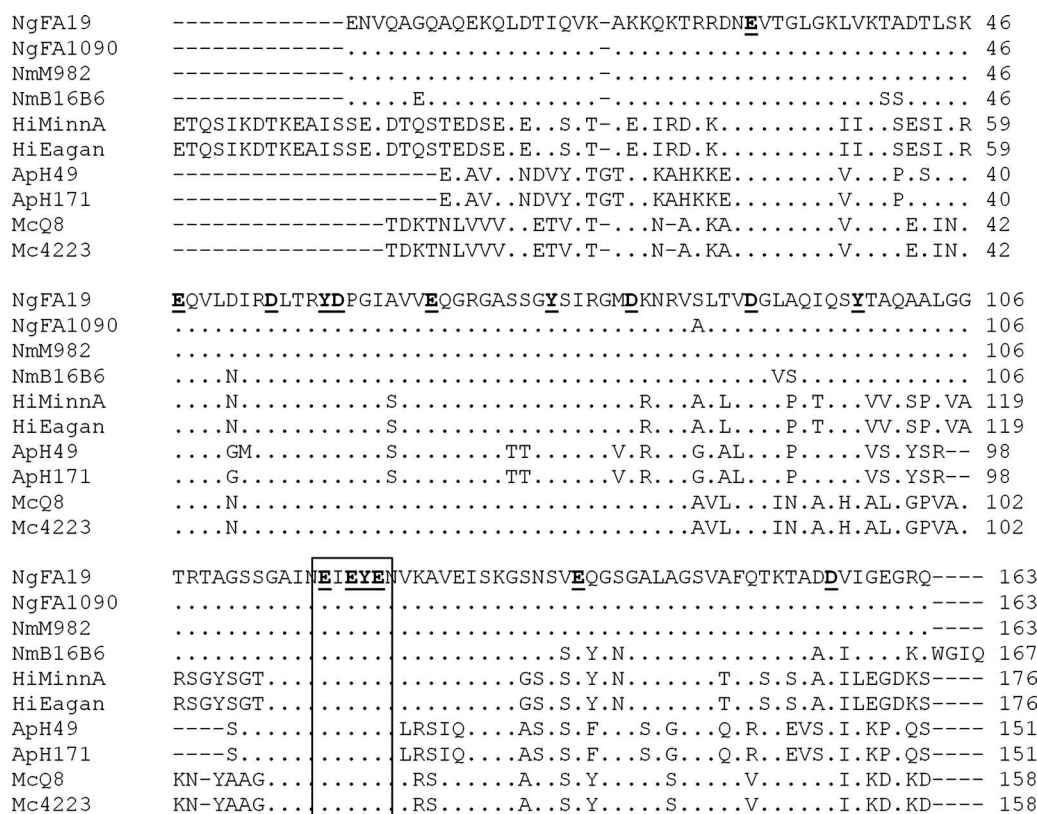 NgFA19 -------------ENVQAGQAQEKQLDTIQVK-AKKQKTRRDNEVTGLGKLVKTADTLSK 46
NgFA1090 -------------...................-........................... 46
NmM982 -------------...................-........................... 46
NmB16B6 -------------.....E.............-....................SS..... 46
HiMinnA ETQSIKDTKEAISSE.DTQSTEDSE.E..S.T-.E.IRD.K.........II..SESI.R 59
HiEagan ETQSIKDTKEAISSE.DTQSTEDSE.E..S.T-.E.IRD.K.........II..SESI.R 59
ApH49 --------------------E.AV..NDVY.TGT..KAHKKE........V...P.S... 40
ApH171 --------------------E.AV..NDVY.TGT..KAHKKE........V...P..... 40
McQ8 ----------------TDKTNLVVV..ETV.T-...N-A.KA........V....E.IN. 42
Mc4223 ----------------TDKTNLVVV..ETV.T-...N-A.KA........V....E.IN. 42
NgFA19 EQVLDIRDLTRYDPGIAVVEQGRGASSGYSIRGMDKNRVSLTVDGLAQIQSYTAQAALGG 106
NgFA1090 .......................................A.................... 106
NmM982 ............................................................ 106
NmB16B6 ....N........................................VS............. 106
HiMinnA ....N...........S..................R...A.L....P.T...VV.SP.VA 119
HiEagan ....N...........S..................R...A.L....P.T...VV.SP.VA 119
ApH49 ....GM..........S........TT......V.R...G.AL...P.....VS.YSR-- 98
ApH171 ....G...........S........TT......V.R...G.AL...P.....VS.YSR-- 98
McQ8 ....N..................................AVL...IN.A.H.AL.GPVA. 102
Mc4223 ....N..................................AVL...IN.A.H.AL.GPVA. 102
NgFA19 TRTAGSSGAINEIEYENVKAVEISKGSNSVEQGSGALAGSVAFQTKTADDVIGEGRQ---- 163
NgFA1090 .........................................................---- 163
NmM982 .........................................................---- 163
NmB16B6 .............................S.Y.N..............A.I....K.WGIQ 167
HiMinnA RSGYSGT...................GS.S.Y.N.......T..S.S.A.ILEGDKS---- 176
HiEagan RSGYSGT...................GS.S.Y.N.......T..S.S.A.ILEGDKS---- 176
ApH49 ----S............LRSIQ....AS.S.F...S.G...Q.R..EVS.I.KP.QS---- 151
ApH171 ----S............LRSIQ....AS.S.F...S.G...Q.R..EVS.I.KP.QS---- 151
McQ8 KN-YAAG...........RS......AS.S.Y.....S.....V......I.KD.KD---- 158
Mc4223 KN-YAAG...........RS......AS.S.Y.....S.....V......I.KD.KD---- 158